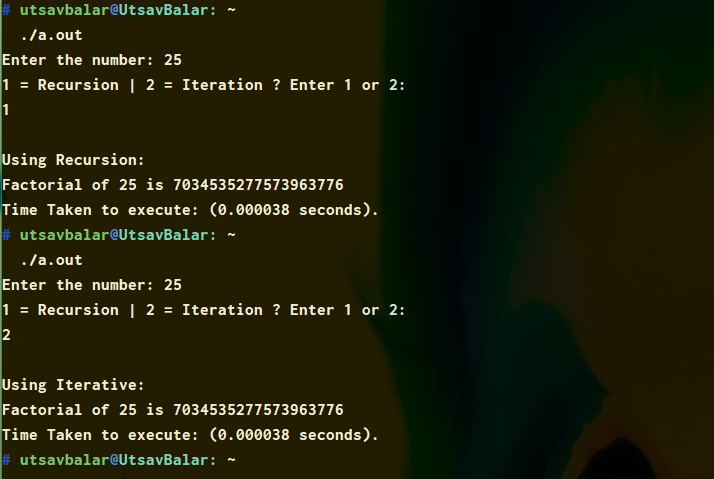 # utsavbalar@UtsavBalar: ~
./a.out
Enter the number: 25
1 = Recursion | 2 = Iteration ? Enter 1 or 2:
1
Using Recursion:
Factorial of 25 is 7034535277573963776
Time Taken to execute: (0.000038 seconds).
# utsavbalar@UtsavBalar: ~
./a.out
Enter the number: 25
1 = Recursion | 2 = Iteration ? Enter 1 or 2:
2
Using Iterative:
Factorial of 25 is 7034535277573963776
Time Taken to execute: (0.000038 seconds).
# utsavbalar@UtsavBalar: ~